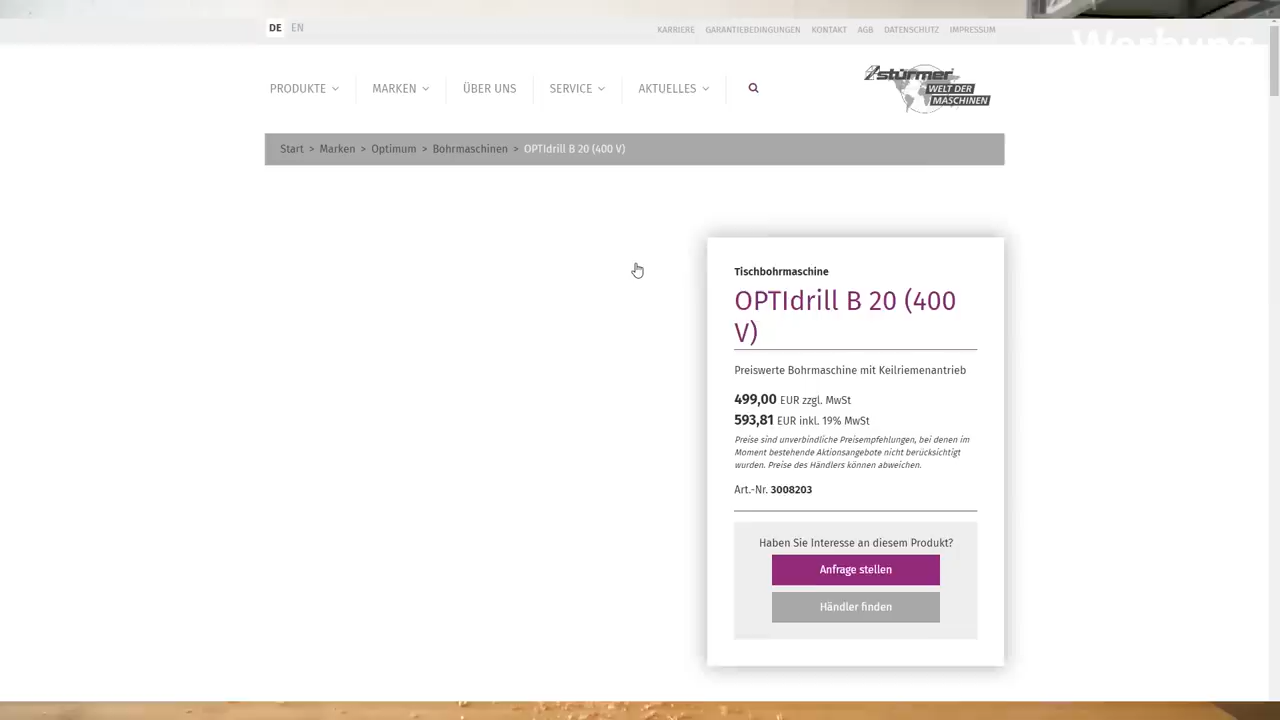 DE EN
KARRIERE GARANTIEBEDINGUNGEN KONTAKT AGB DATENSCHUTZ IMPRESSUM
Werbung
PRODUKTE MARKEN ÜBER UNS SERVICE AKTUELLES
stürmer
WELT DER
MASCHINEN
Start > Marken > Optimum > Bohrmaschinen > OPTIdrill B 20 (400 V)
Tischbohrmaschine
OPTIdrill B 20 (400
V)
Preiswerte Bohrmaschine mit Keilriemenantrieb
499,00 EUR zzgl. MwSt
593,81 EUR inkl. 19% MwSt
Preise sind unverbindliche Preisempfehlungen, bei denen im
Moment bestehende Aktionsangebote nicht berücksichtigt
wurden. Preise des Händlers können abweichen.
Art.-Nr. 3008203
Haben Sie Interesse an diesem Produkt?
Anfrage stellen
Händler finden